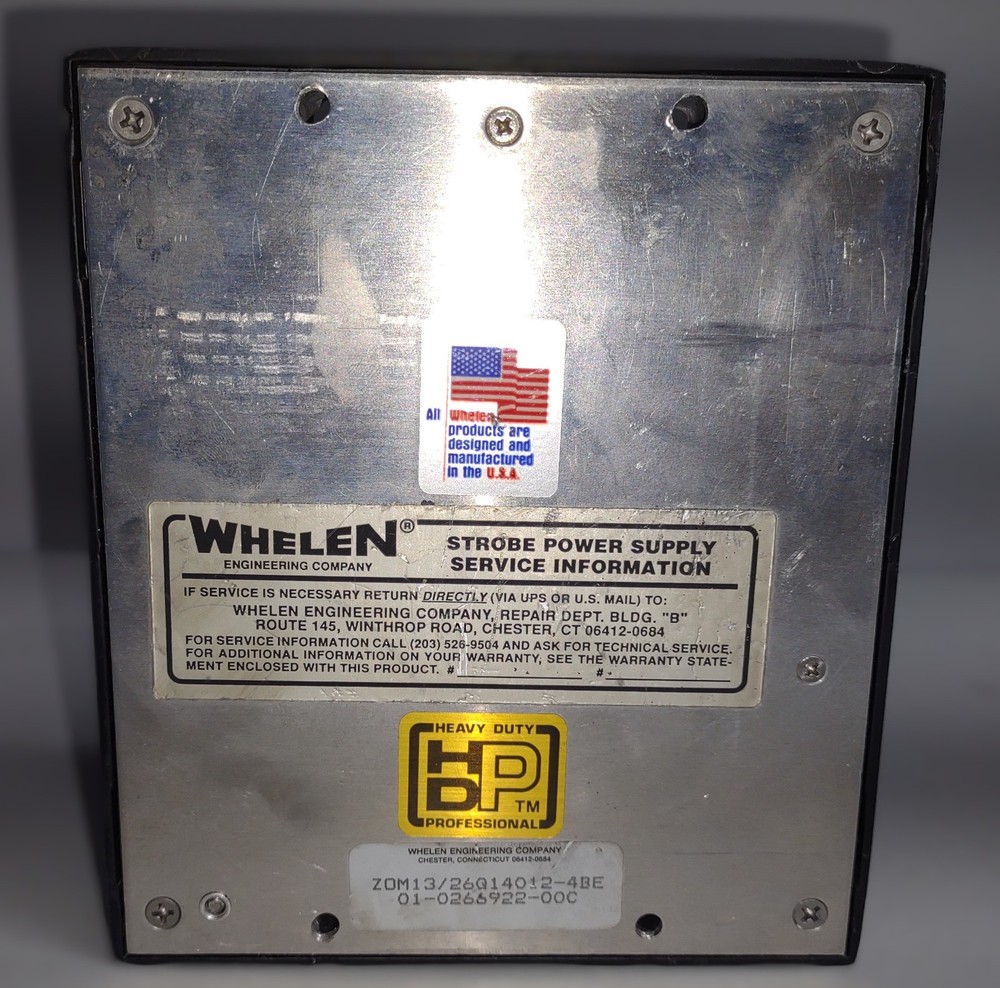 All Whelen
products are
designed and
manufactured
in the U.S.A.
WHELEN®
ENGINEERING COMPANY
STROBE POWER SUPPLY
SERVICE INFORMATION
IF SERVICE IS NECESSARY RETURN DIRECTLY (VIA UPS OR U.S. MAIL) TO:
WHELEN ENGINEERING COMPANY, REPAIR DEPT. BLDG. "B"
ROUTE 145, WINTHROP ROAD, CHESTER, CT 06412-0684
FOR SERVICE INFORMATION CALL (203) 526-9504 AND ASK FOR TECHNICAL SERVICE.
FOR ADDITIONAL INFORMATION ON YOUR WARRANTY, SEE THE WARRANTY STATE-
MENT ENCLOSED WITH THIS PRODUCT. # #
HEAVY DUTY
HDP TM
PROFESSIONAL
WHELEN ENGINEERING COMPANY
CHESTER, CONNECTICUT 06412-0684
ZOM13/26Q14012-4BE
01-0266922-00C